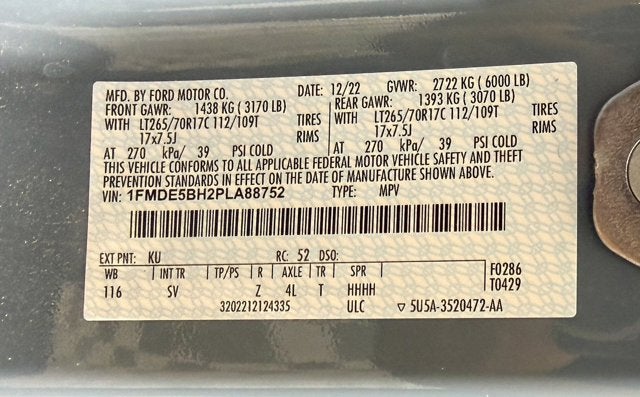 MFD. BY FORD MOTOR CO. DATE: 12/22 GVWR: 2722 KG ( 6000 LB)
FRONT GAWR: 1438 KG ( 3170 LB) REAR GAWR: 1393 KG ( 3070 LB)
WITH LT265/70R17C 112/109T TIRES WITH LT265/70R17C 112/109T TIRES
17x7.5J RIMS 17x7.5J RIMS
AT 270 kPa/ 39 PSI COLD AT 270 kPa/ 39 PSI COLD
THIS VEHICLE CONFORMS TO ALL APPLICABLE FEDERAL MOTOR VEHICLE SAFETY AND THEFT
PREVENTION STANDARDS IN EFFECT ON THE DATE OF MANUFACTURE SHOWN ABOVE.
VIN: 1FMDE5BH2PLA88752 TYPE: MPV
EXT PNT: KU RC: 52 DSO:
WB | INT TR | TP/PS | R | AXLE | TR | SPR F0286
116 SV Z 4L T HHHH T0429
3202212124335 ULC ▽ 5U5A-3520472-AA